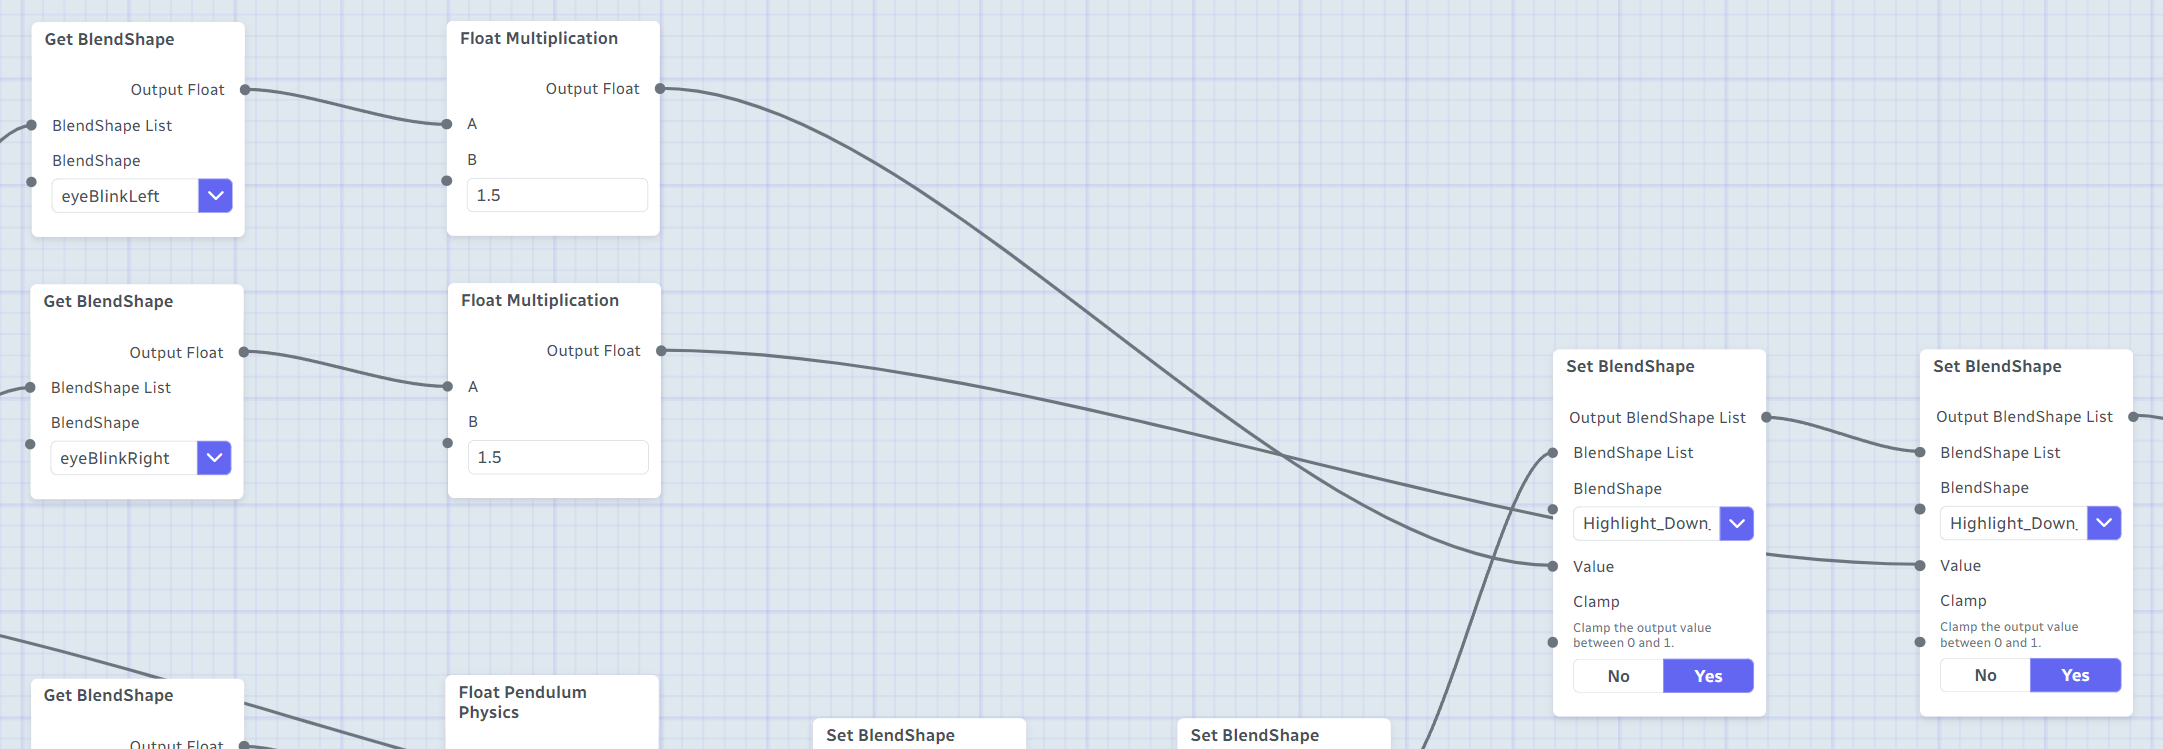 Get BlendShape
Output Float
BlendShape List
BlendShape
eyeBlinkLeft
Float Multiplication
Output Float
A
B
1.5
Get BlendShape
Output Float
BlendShape List
BlendShape
eyeBlinkRight
Float Multiplication
Output Float
A
B
1.5
Set BlendShape
Output BlendShape List
BlendShape List
BlendShape
Highlight_Down
Value
Clamp
Clamp the output value
between 0 and 1.
No
Yes
Set BlendShape
Output BlendShape List
BlendShape List
BlendShape
Highlight_Down
Value
Clamp
Clamp the output value
between 0 and 1.
No
Yes
Get BlendShape
Output Float
Float Pendulum
Physics
Set BlendShape
Set BlendShape